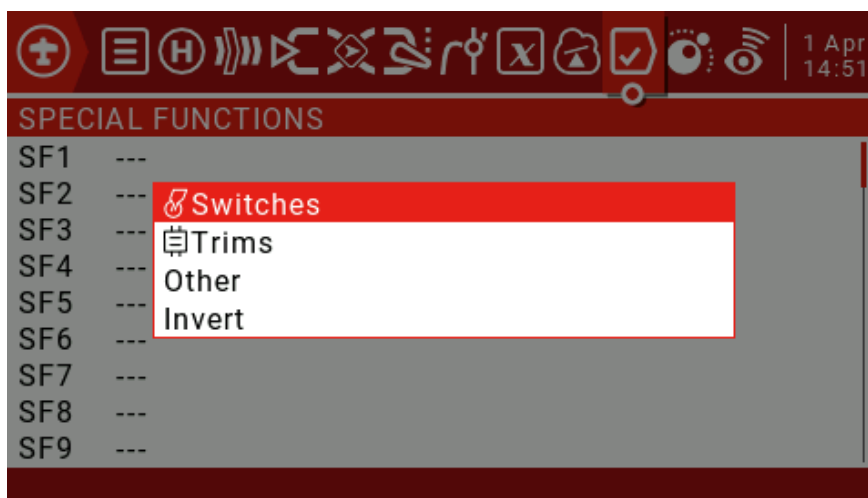 H X 1 Apr
14:51
SPECIAL FUNCTIONS
SF1 ---
SF2 ---
SF3 ---
SF4 ---
SF5 ---
SF6 ---
SF7 ---
SF8 ---
SF9 ---
Switches
Trims
Other
Invert